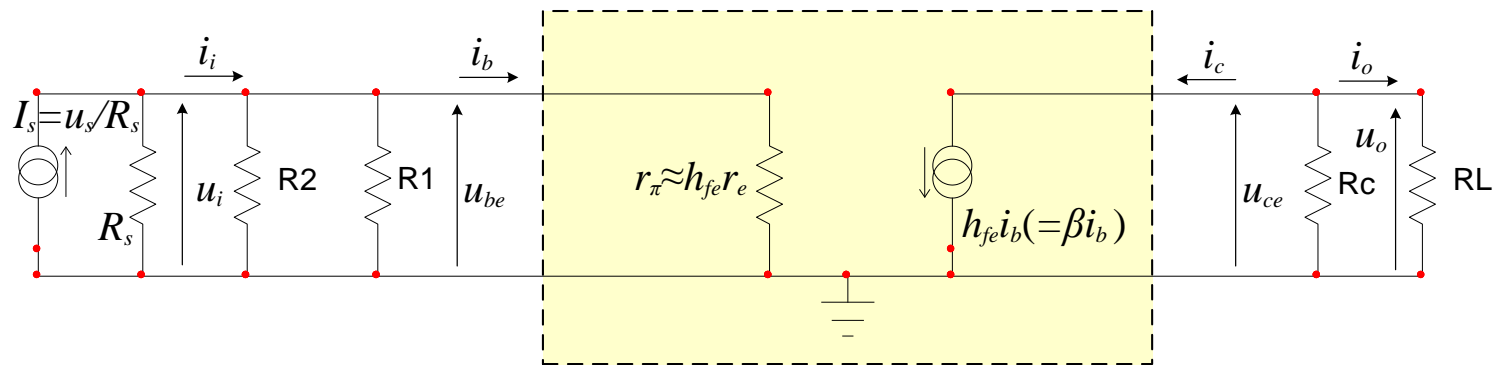 i_i
i_b
i_c
i_o
I_s=u_s/R_s
u_i
R_s
R2
R1
u_be
r_π≈h_fe r_e
h_fe i_b(=βi_b)
u_ce
Rc
u_o
RL